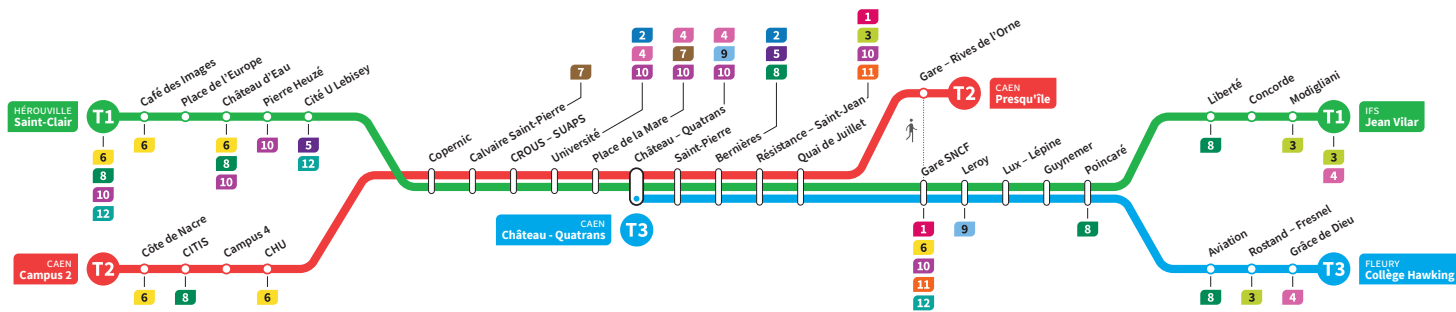 HÉROUVILLE
Saint-Clair
T1
6
8
10
12
Café des Images
6
Place de l'Europe
Château d'Eau
6
8
10
Pierre Heuzé
10
Cité U Lebisey
5
12
CAEN
Campus 2
T2
Côte de Nacre
6
CITIS
8
Campus 4
CHU
6
Copernic
Calvaire Saint-Pierre
7
CROUS – SUAPS
Université
2
4
10
Place de la Mare
4
7
10
Château – Quatrans
4
9
10
CAEN
Château - Quatrans
T3
Saint-Pierre
Bernières
2
5
8
Résistance – Saint-Jean
1
3
10
11
Quai de Juillet
Gare – Rives de l'Orne
T2
CAEN
Presqu'île
Gare SNCF
1
6
10
11
12
Leroy
9
Lux – Lépine
Guynemer
Poincaré
8
Liberté
8
Concorde
Modigliani
3
T1
3
4
IFS
Jean Vilar
Aviation
8
Rostand – Fresnel
3
Grâce de Dieu
4
T3
FLEURY
Collège Hawking